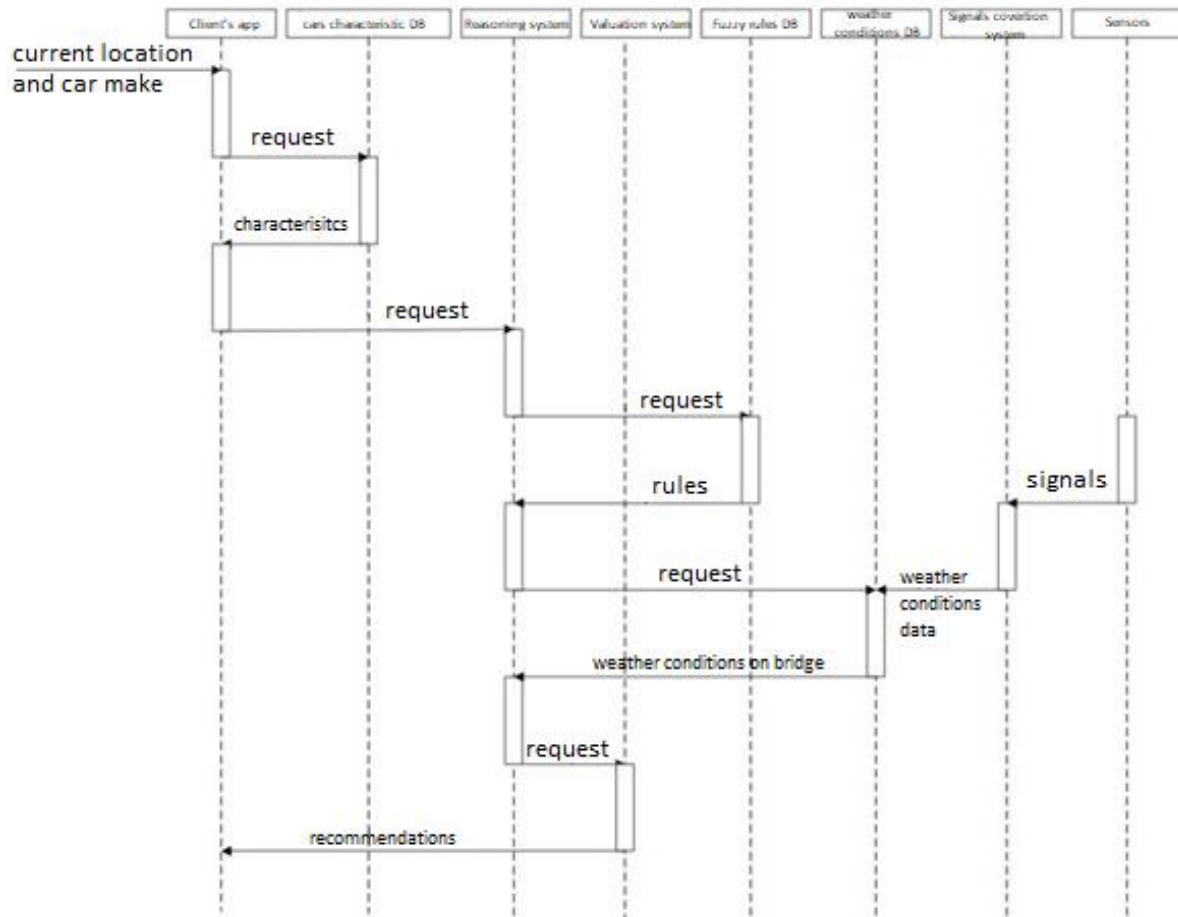 Client's app
cars characteristic DB
Reasoning system
Valuation system
Fuzzy rules DB
weather
conditions DB
Signals covertion
system
Sensors
current location
and car make
request
characterisitcs
request
request
rules
signals
request
weather
conditions
data
weather conditions on bridge
request
recommendations